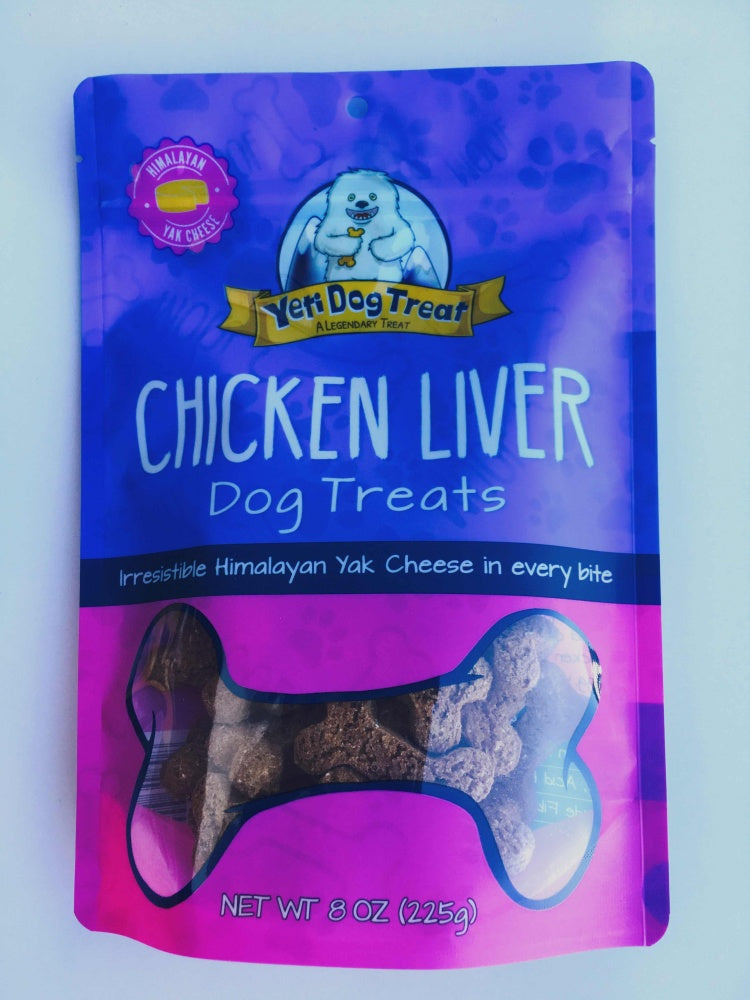 HIMALAYAN
YAK CHEESE
Yeti Dog Treat
A LEGENDARY TREAT
CHICKEN LIVER
Dog Treats
Irresistible Himalayan Yak Cheese in every bite
NET WT 8 OZ (225g)